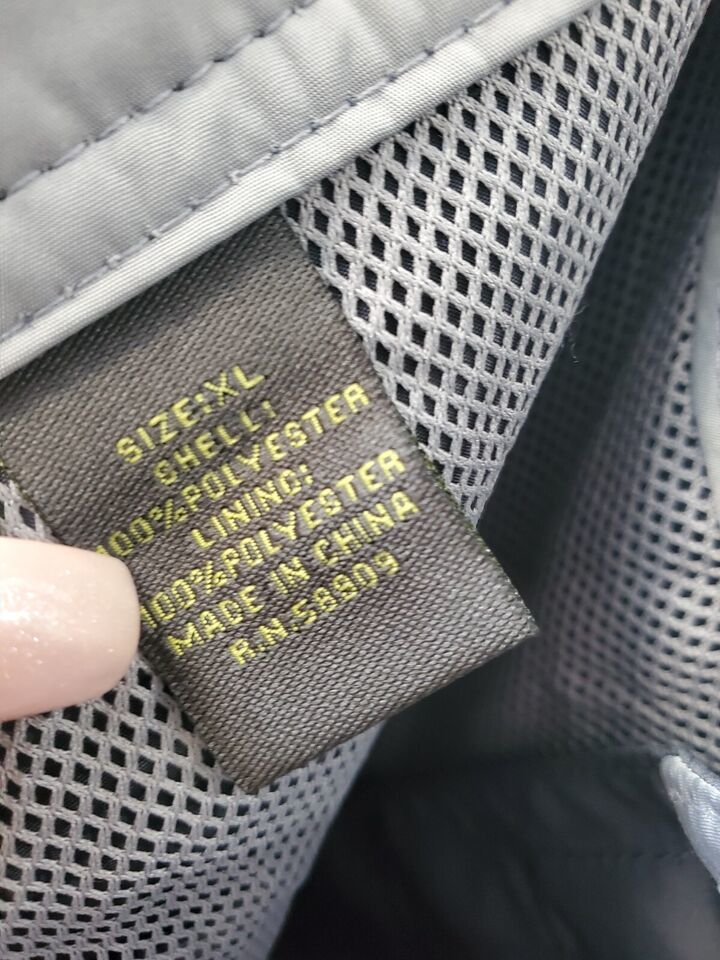 SIZE:XL
SHELL:
100%POLYESTER
LINING:
100%POLYESTER
MADE IN CHINA
R.N.58909